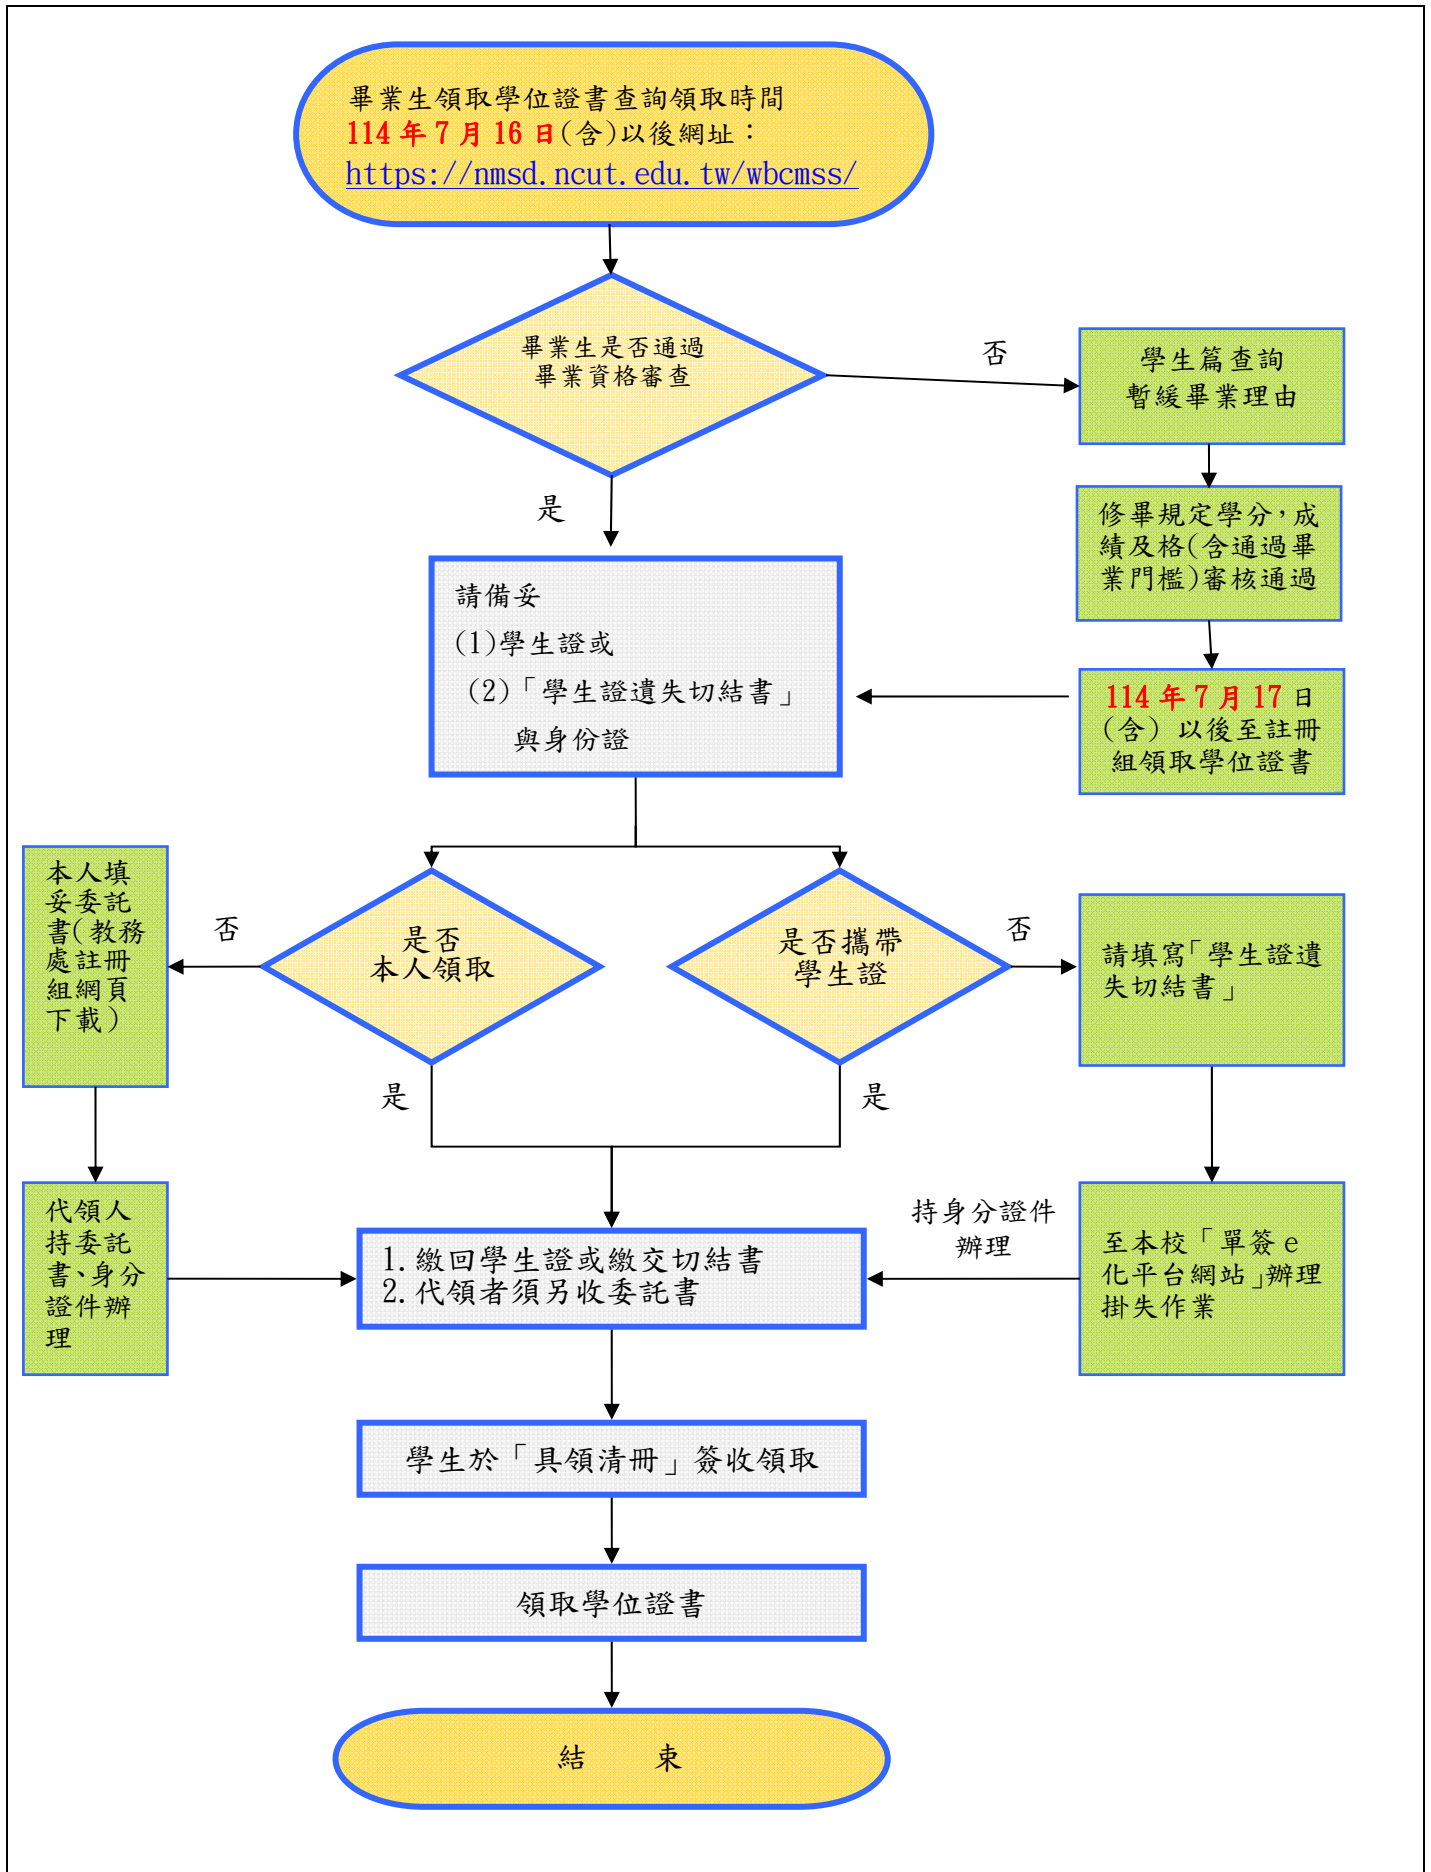 畢業生領取學位證書查詢領取時間
114 年 7 月 16 日(含)以後網址：
https://nmsd.ncut.edu.tw/wbcmss/
畢業生是否通過
畢業資格審查
否
學生篇查詢
暫緩畢業理由
是
修畢規定學分，成
績及格(含通過畢
業門檻)審核通過
請備妥
(1)學生證或
(2)「學生證遺失切結書」
與身份證
114 年 7 月 17 日
(含) 以後至註冊
組領取學位證書
本人填
妥委託
書(教務
處註冊
組網頁
下載)
否
是否
本人領取
是否攜帶
學生證
否
請填寫「學生證遺
失切結書」
是
是
代領人
持委託
書、身分
證件辦
理
1.繳回學生證或繳交切結書
2.代領者須另收委託書
持身分證件
辦理
至本校「單簽 e
化平台網站」辦理
掛失作業
學生於「具領清冊」簽收領取
領取學位證書
結 束